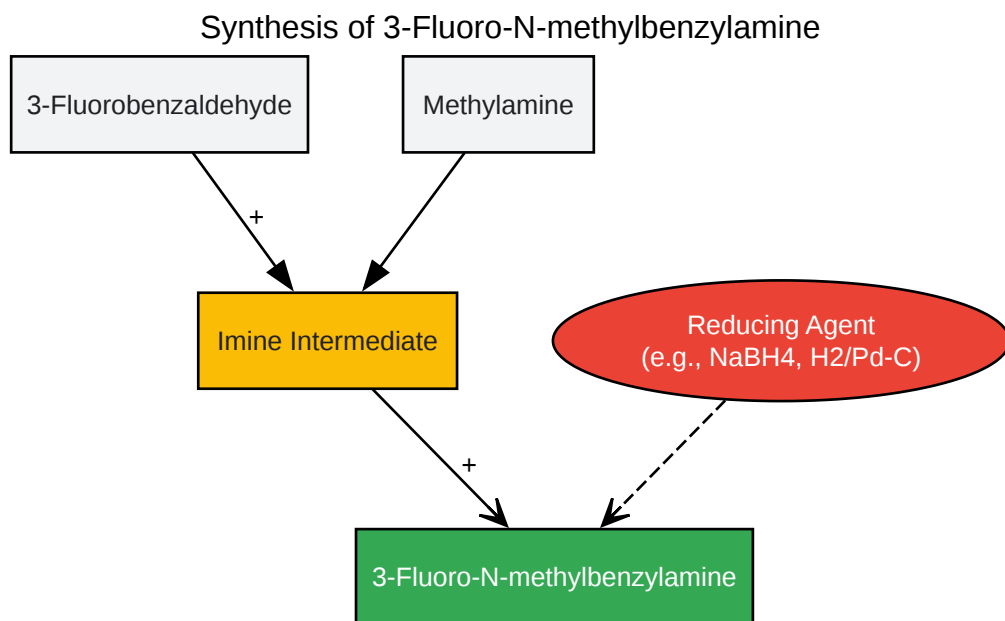 Synthesis of 3-Fluoro-N-methylbenzylamine
3-Fluorobenzaldehyde
Methylamine
+
Imine Intermediate
Reducing Agent
(e.g., NaBH4, H2/Pd-C)
+
3-Fluoro-N-methylbenzylamine